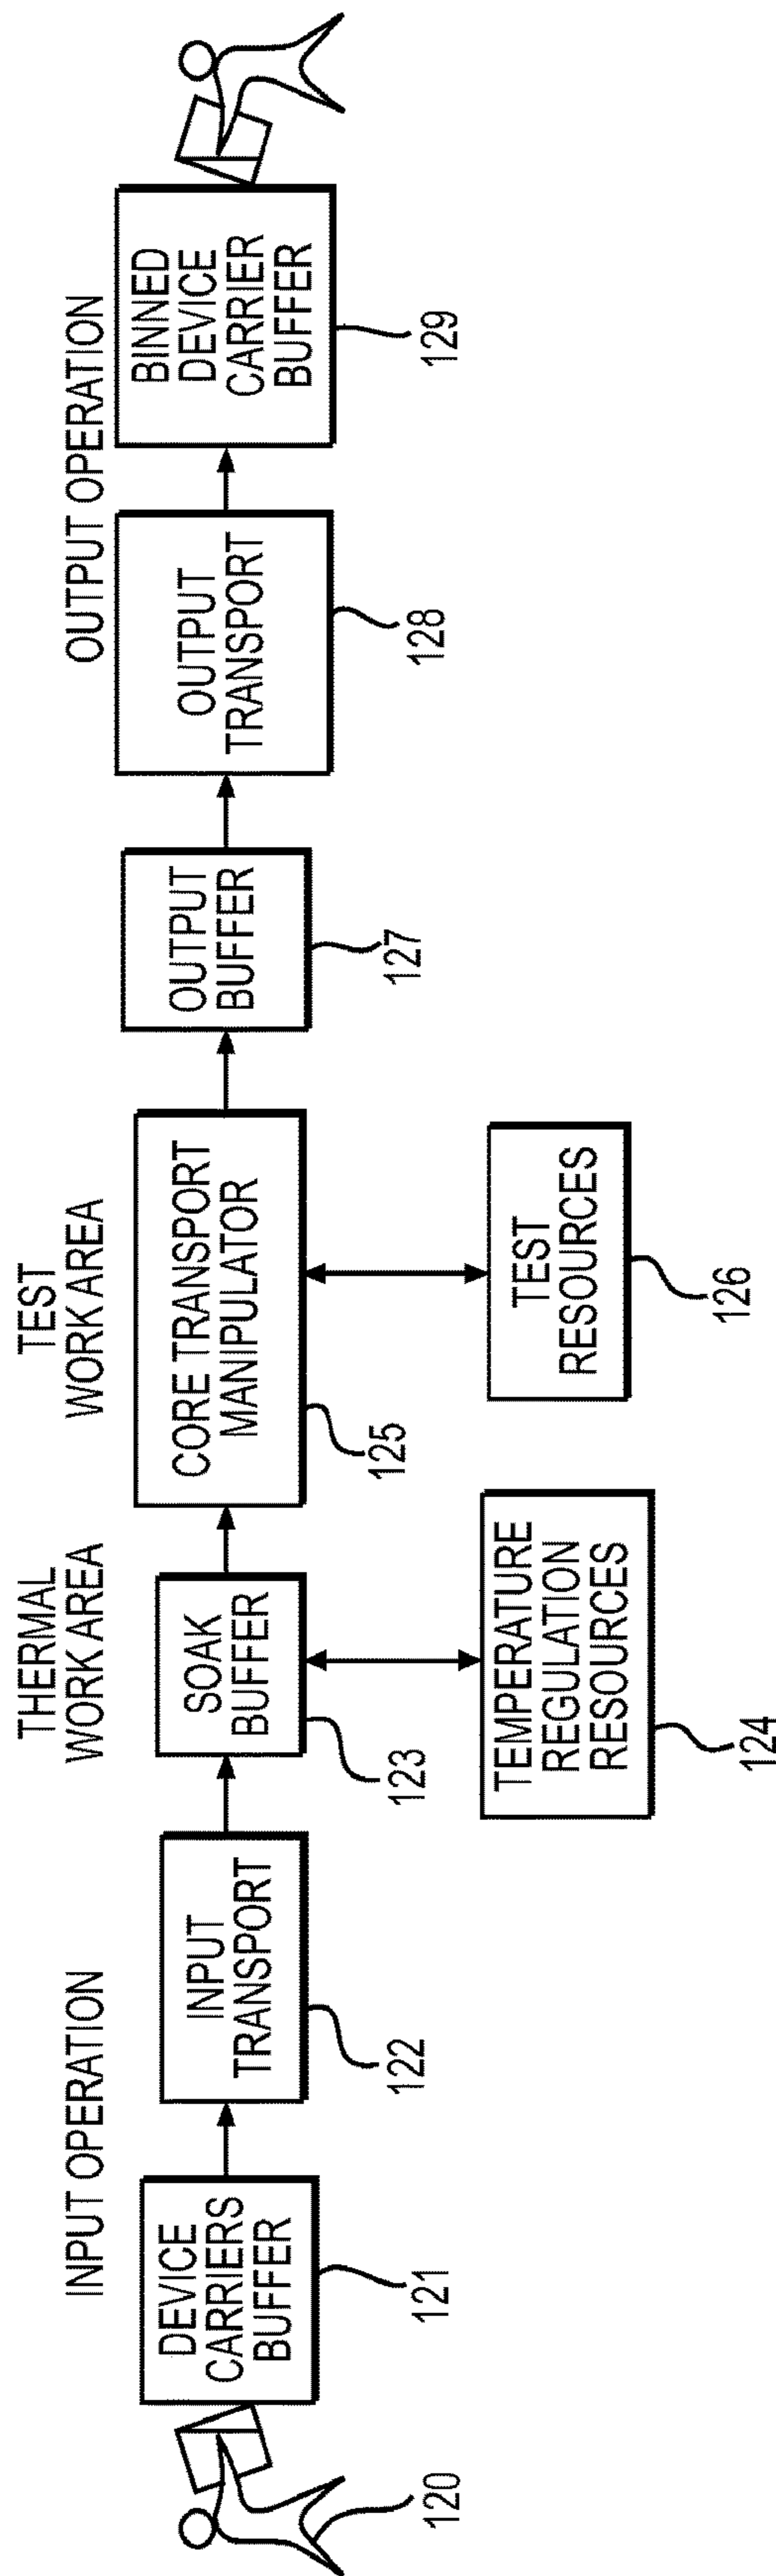 INPUT OPERATION
THERMAL
WORK AREA
TEST
WORK AREA
OUTPUT OPERATION
DEVICE
CARRIERS
BUFFER
INPUT
TRANSPORT
SOAK
BUFFER
CORE TRANSPORT
MANIPULATOR
OUTPUT
BUFFER
OUTPUT
TRANSPORT
BINNED
DEVICE
CARRIER
BUFFER
120
121
122
123
125
127
128
129
TEMPERATURE
REGULATION
RESOURCES
TEST
RESOURCES
124
126